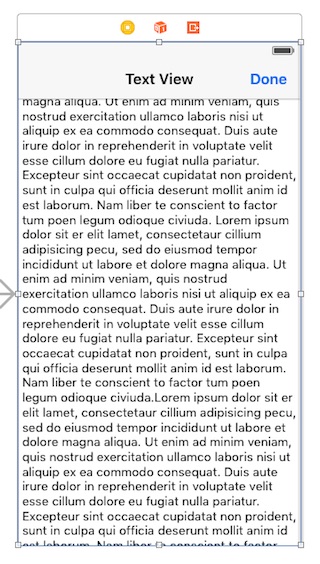 Text View
Done
magna aliqua. Ut enim ad minim veniam, quis
nostrud exercitation ullamco laboris nisi ut
aliquip ex ea commodo consequat. Duis aute
irure dolor in reprehenderit in voluptate velit
esse cillum dolore eu fugiat nulla pariatur.
Excepteur sint occaecat cupidatat non proident,
sunt in culpa qui officia deserunt mollit anim id
est laborum. Nam liber te conscient to factor
tum poen legum odioque civiuda. Lorem ipsum
dolor sit er elit lamet, consectetaur cillium
adipisicing pecu, sed do eiusmod tempor
incididunt ut labore et dolore magna aliqua. Ut
enim ad minim veniam, quis nostrud
exercitation ullamco laboris nisi ut aliquip ex ea
commodo consequat. Duis aute irure dolor in
reprehenderit in voluptate velit esse cillum
dolore eu fugiat nulla pariatur. Excepteur sint
occaecat cupidatat non proident, sunt in culpa
qui officia deserunt mollit anim id est laborum.
Nam liber te conscient to factor tum poen
legum odioque civiuda.Lorem ipsum dolor sit er
elit lamet, consectetaur cillium adipisicing pecu,
sed do eiusmod tempor incididunt ut labore et
dolore magna aliqua. Ut enim ad minim veniam,
quis nostrud exercitation ullamco laboris nisi ut
aliquip ex ea commodo consequat. Duis aute
irure dolor in reprehenderit in voluptate velit
esse cillum dolore eu fugiat nulla pariatur.
Excepteur sint occaecat cupidatat non proident,
sunt in culpa qui officia deserunt mollit anim id
est laborum. Nam liber te conscient to factor